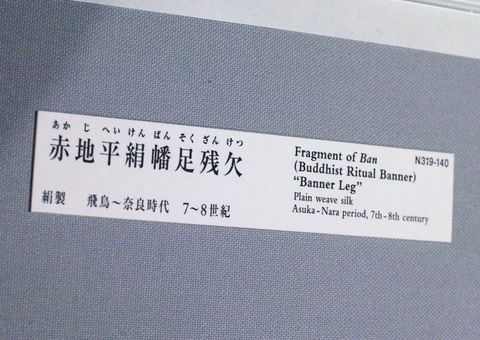 あかじへいけんばんそくざんけつ
赤地平絹幡足残欠
絹製 飛鳥～奈良時代 7～8世紀
Fragment of Ban N319-140
(Buddhist Ritual Banner)
“Banner Leg”
Plain weave silk
Asuka-Nara period, 7th-8th century